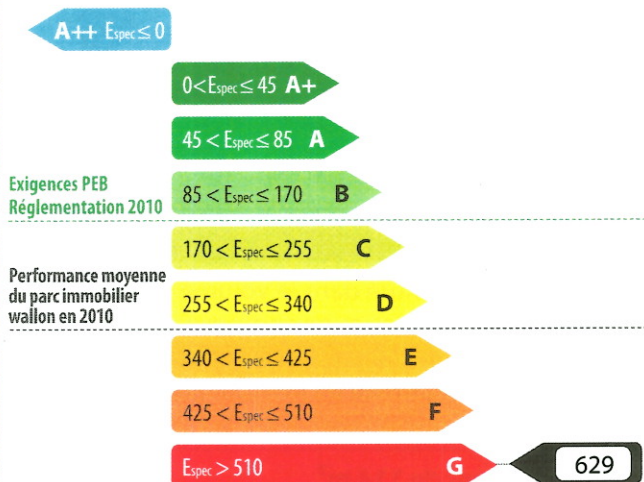 A++ Espec ≤ 0
0 < Espec ≤ 45 A+
45 < Espec ≤ 85 A
Exigences PEB
Réglementation 2010
85 < Espec ≤ 170 B
170 < Espec ≤ 255 C
Performance moyenne
du parc immobilier
wallon en 2010
255 < Espec ≤ 340 D
340 < Espec ≤ 425 E
425 < Espec ≤ 510 F
Espec > 510 G 629